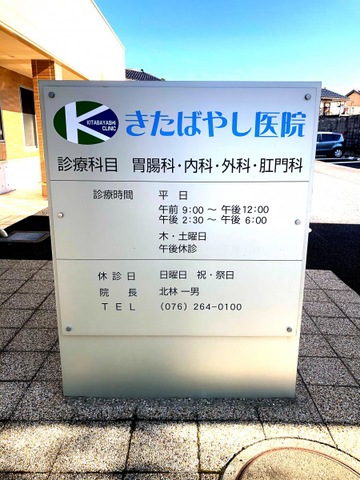 K
KITABAYASHI
CLINIC
きたばやし医院
診療科目 胃腸科・内科・外科・肛門科
診療時間 平日
午前 9:00 ～ 午後12:00
午後 2:30 ～ 午後 6:00
木・土曜日
午後休診
休診日 日曜日 祝・祭日
院長 北林 一男
TEL (076) 264-0100